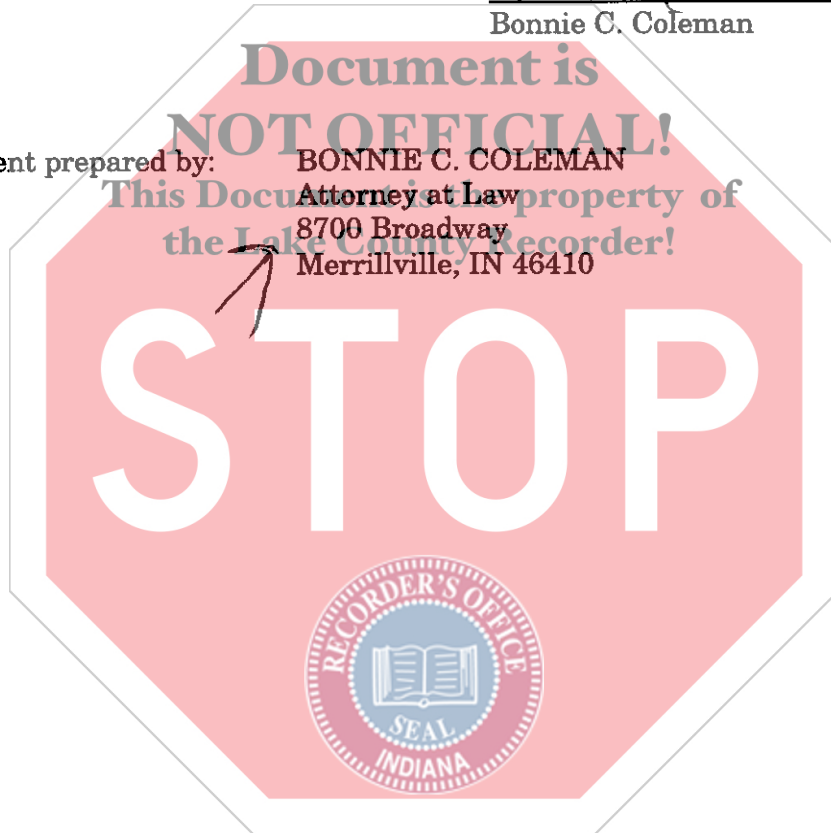 Bonnie C. Coleman
Document is
NOT OFFICIAL!
ent prepared by: BONNIE C. COLEMAN
This Document is the property of
Attorney at Law
the Lake County Recorder!
8700 Broadway
Merrillville, IN 46410
STOP
RECORDER'S OFFICE
SEAL
INDIANA